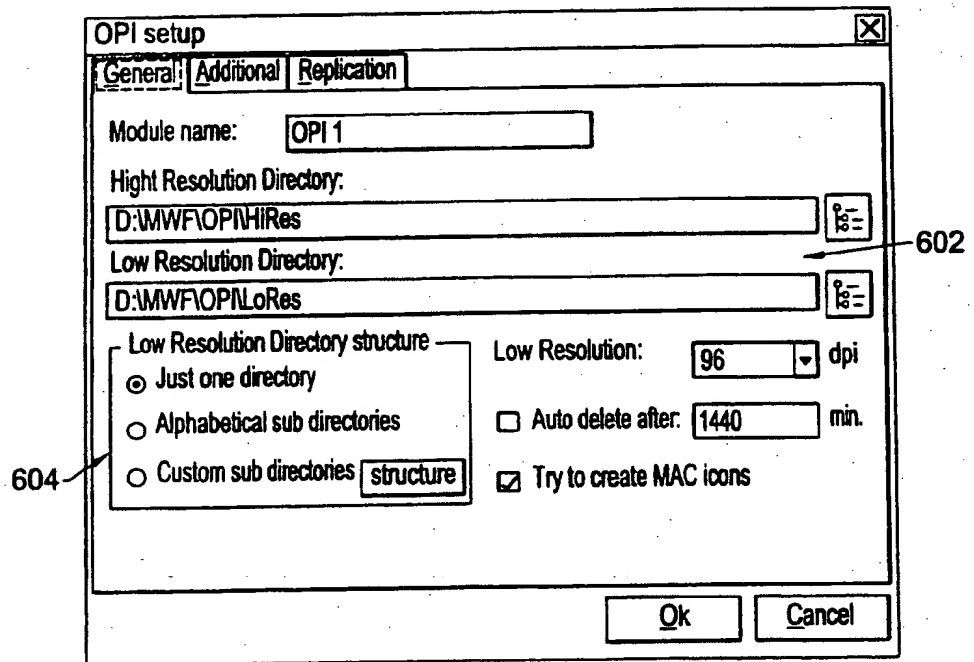 OPI setup
General Additional Replication
Module name: OPI 1
Hight Resolution Directory:
D:\MWF\OPI\HiRes
602
Low Resolution Directory:
D:\MWF\OPI\LoRes
Low Resolution Directory structure
Low Resolution: 96 dpi
Just one directory
Alphabetical sub directories
Auto delete after: 1440 min.
604
Custom sub directories structure
Try to create MAC icons
Ok Cancel